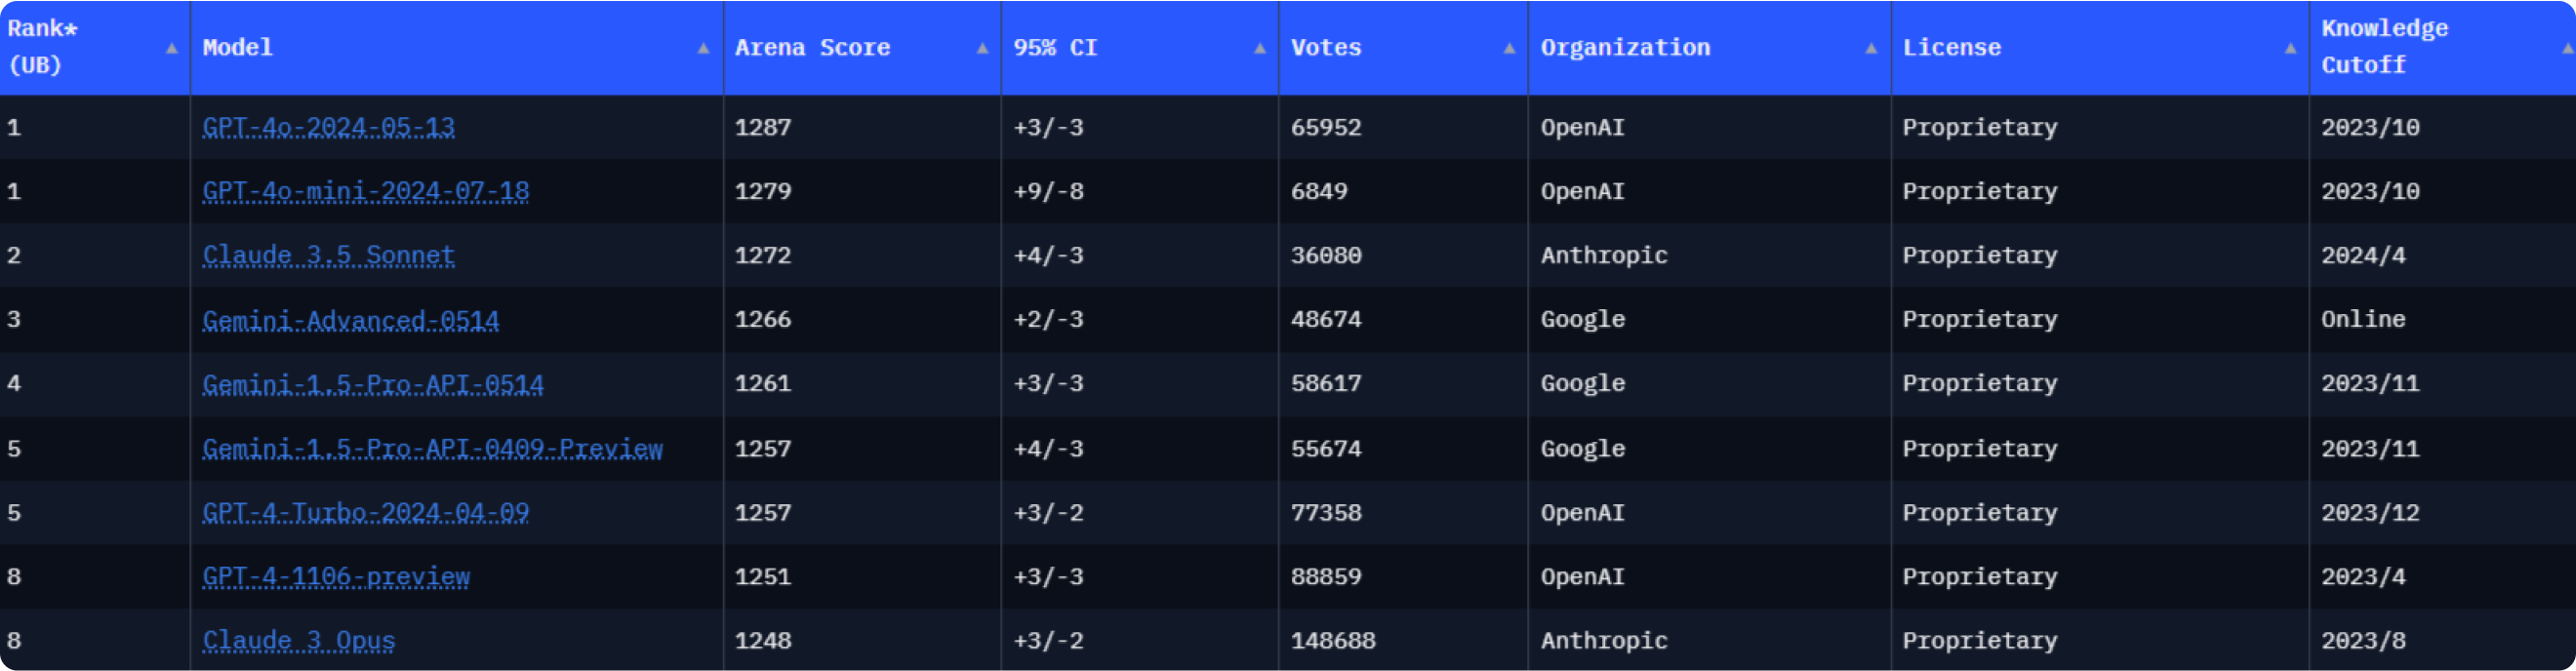 Rank* (UB) Model Arena Score 95% CI Votes Organization License Knowledge Cutoff
1 GPT-4o-2024-05-13 1287 +3/-3 65952 OpenAI Proprietary 2023/10
1 GPT-4o-mini-2024-07-18 1279 +9/-8 6849 OpenAI Proprietary 2023/10
2 Claude 3.5 Sonnet 1272 +4/-3 36080 Anthropic Proprietary 2024/4
3 Gemini-Advanced-0514 1266 +2/-3 48674 Google Proprietary Online
4 Gemini-1.5-Pro-API-0514 1261 +3/-3 58617 Google Proprietary 2023/11
5 Gemini-1.5-Pro-API-0409-Preview 1257 +4/-3 55674 Google Proprietary 2023/11
5 GPT-4-Turbo-2024-04-09 1257 +3/-2 77358 OpenAI Proprietary 2023/12
8 GPT-4-1106-preview 1251 +3/-3 88859 OpenAI Proprietary 2023/4
8 Claude 3 Opus 1248 +3/-2 148688 Anthropic Proprietary 2023/8